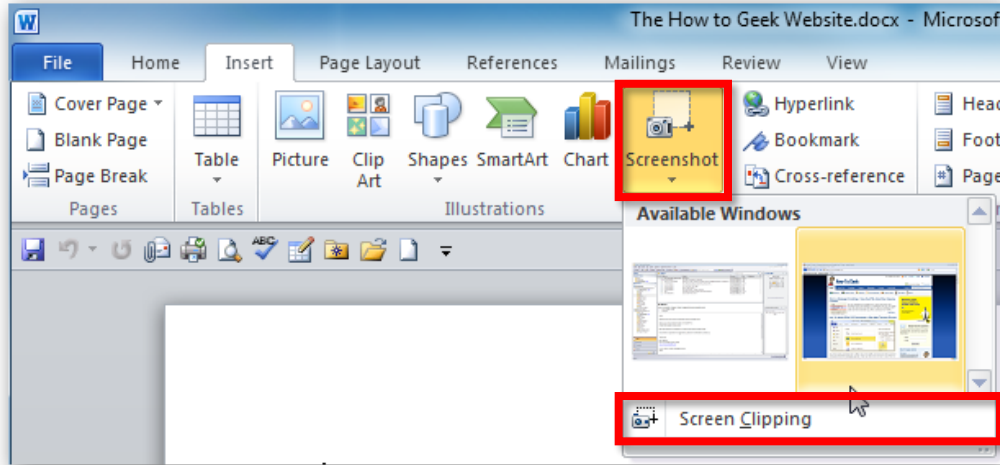 W
The How to Geek Website.docx - Microsof
File Home Insert Page Layout References Mailings Review View
Cover Page
Blank Page
Page Break
Pages
Table
Tables
Picture
Clip Art
Shapes
SmartArt
Chart
Screenshot
Illustrations
Hyperlink
Bookmark
Cross-reference
Head
Foot
Page
ABC
Available Windows
Screen Clipping